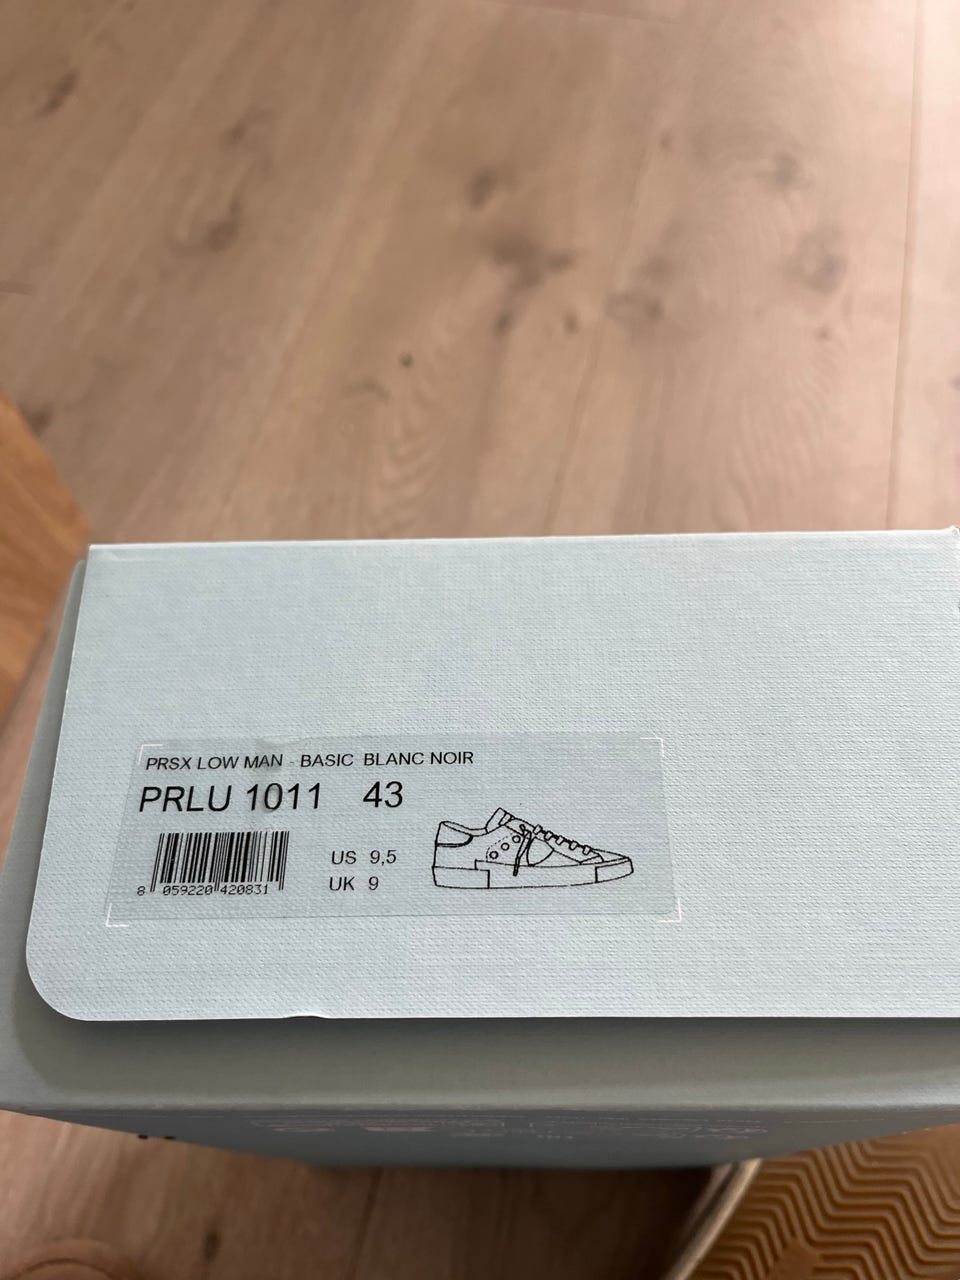 PRSX LOW MAN - BASIC BLANC NOIR
PRLU 1011 43
US 9,5
UK 9
8 059220 420831